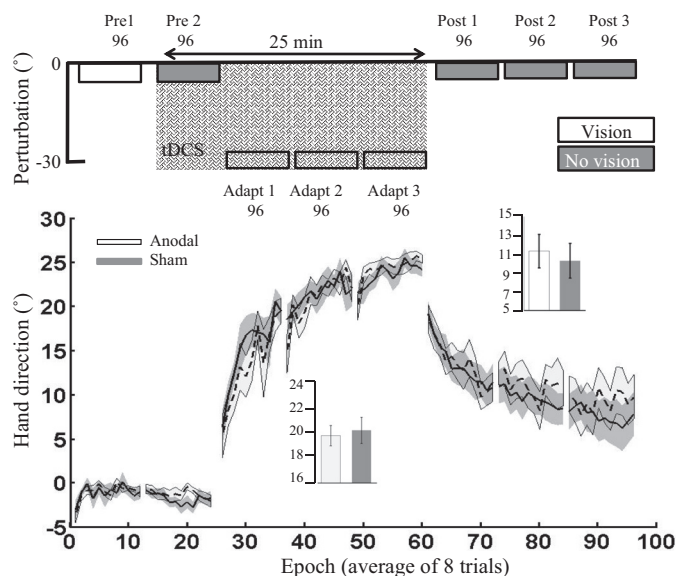 Pre1 Pre 2 Post 1 Post 2 Post 3
96 96 25 min 96 96 96
Perturbation (°)
0
-30
tDCS
Vision
No vision
Adapt 1 Adapt 2 Adapt 3
96 96 96
Hand direction (°)
30
25
20
15
10
5
0
-5
Anodal
Sham
15
13
11
9
7
5
24
22
20
18
16
0 10 20 30 40 50 60 70 80 90 100
Epoch (average of 8 trials)